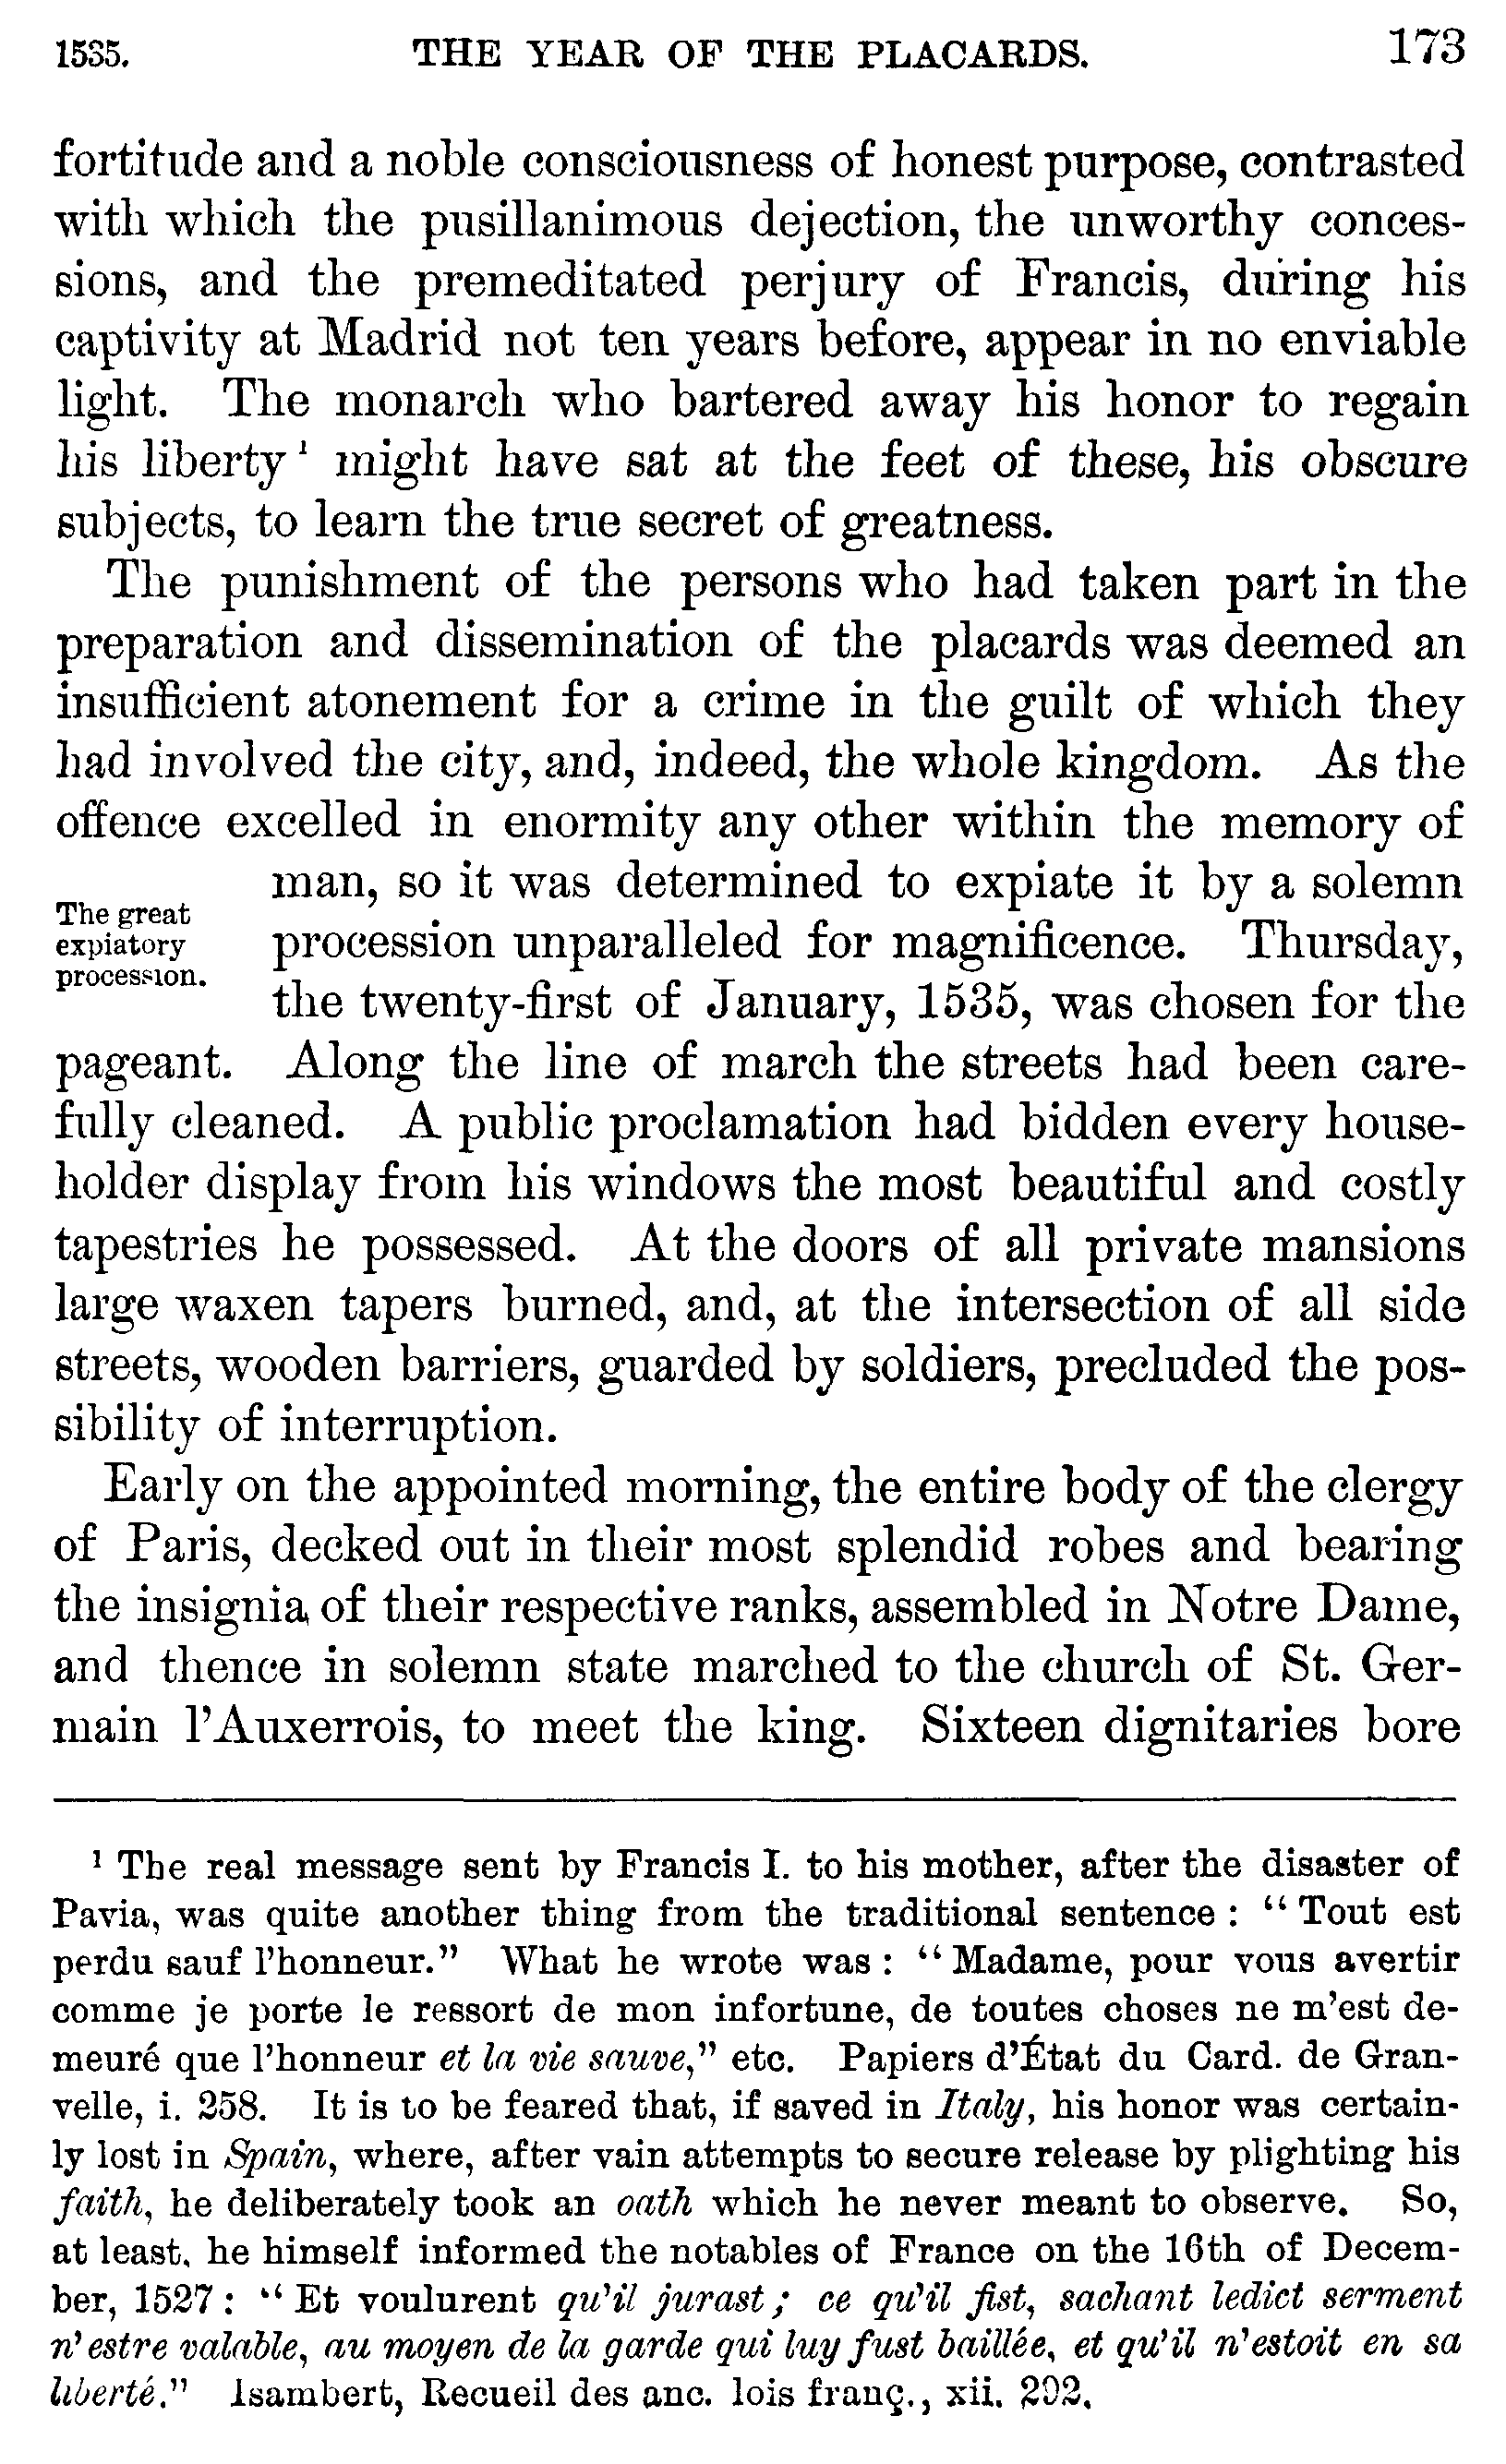 1535. THE YEAR OF THE PLACARDS. 173
fortitude and a noble consciousness of honest purpose, contrasted
with which the pusillanimous dejection, the unworthy conces-
sions, and the premeditated perjury of Francis, during his
captivity at Madrid not ten years before, appear in no enviable
light. The monarch who bartered away his honor to regain
his liberty¹ might have sat at the feet of these, his obscure
subjects, to learn the true secret of greatness.
The punishment of the persons who had taken part in the
preparation and dissemination of the placards was deemed an
insufficient atonement for a crime in the guilt of which they
had involved the city, and, indeed, the whole kingdom. As the
offence excelled in enormity any other within the memory of
man, so it was determined to expiate it by a solemn
The great
expiatory
procession.
procession unparalleled for magnificence. Thursday,
the twenty-first of January, 1535, was chosen for the
pageant. Along the line of march the streets had been care-
fully cleaned. A public proclamation had bidden every house-
holder display from his windows the most beautiful and costly
tapestries he possessed. At the doors of all private mansions
large waxen tapers burned, and, at the intersection of all side
streets, wooden barriers, guarded by soldiers, precluded the pos-
sibility of interruption.
Early on the appointed morning, the entire body of the clergy
of Paris, decked out in their most splendid robes and bearing
the insignia of their respective ranks, assembled in Notre Dame,
and thence in solemn state marched to the church of St. Ger-
main l'Auxerrois, to meet the king. Sixteen dignitaries bore
¹ The real message sent by Francis I. to his mother, after the disaster of
Pavia, was quite another thing from the traditional sentence : “ Tout est
perdu sauf l'honneur.” What he wrote was : “ Madame, pour vous avertir
comme je porte le ressort de mon infortune, de toutes choses ne m'est de-
meuré que l'honneur et la vie sauve,” etc. Papiers d'État du Card. de Gran-
velle, i. 258. It is to be feared that, if saved in Italy, his honor was certain-
ly lost in Spain, where, after vain attempts to secure release by plighting his
faith, he deliberately took an oath which he never meant to observe. So,
at least, he himself informed the notables of France on the 16th of Decem-
ber, 1527 : “ Et voulurent qu'il jurast ; ce qu'il fist, sachant ledict serment
n'estre valable, au moyen de la garde qui luy fust baillée, et qu'il n'estoit en sa
liberté.” Isambert, Recueil des anc. lois franç., xii. 292.